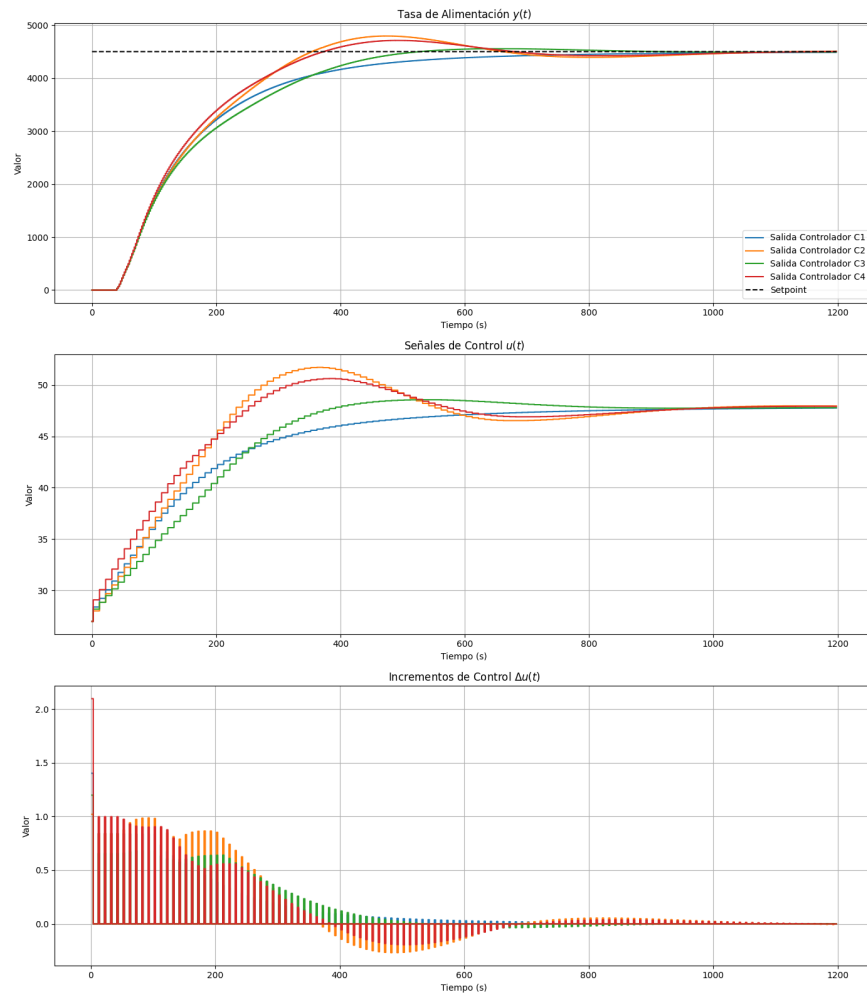 Tasa de Alimentación y(t)
5000
4000
3000
2000
1000
0
Valor
Salida Controlador C1
Salida Controlador C2
Salida Controlador C3
Salida Controlador C4
Setpoint
0 200 400 600 800 1000 1200
Tiempo (s)
Señales de Control u(t)
50
45
40
35
30
Valor
0 200 400 600 800 1000 1200
Tiempo (s)
Incrementos de Control Δu(t)
2.0
1.5
1.0
0.5
0.0
Valor
0 200 400 600 800 1000 1200
Tiempo (s)